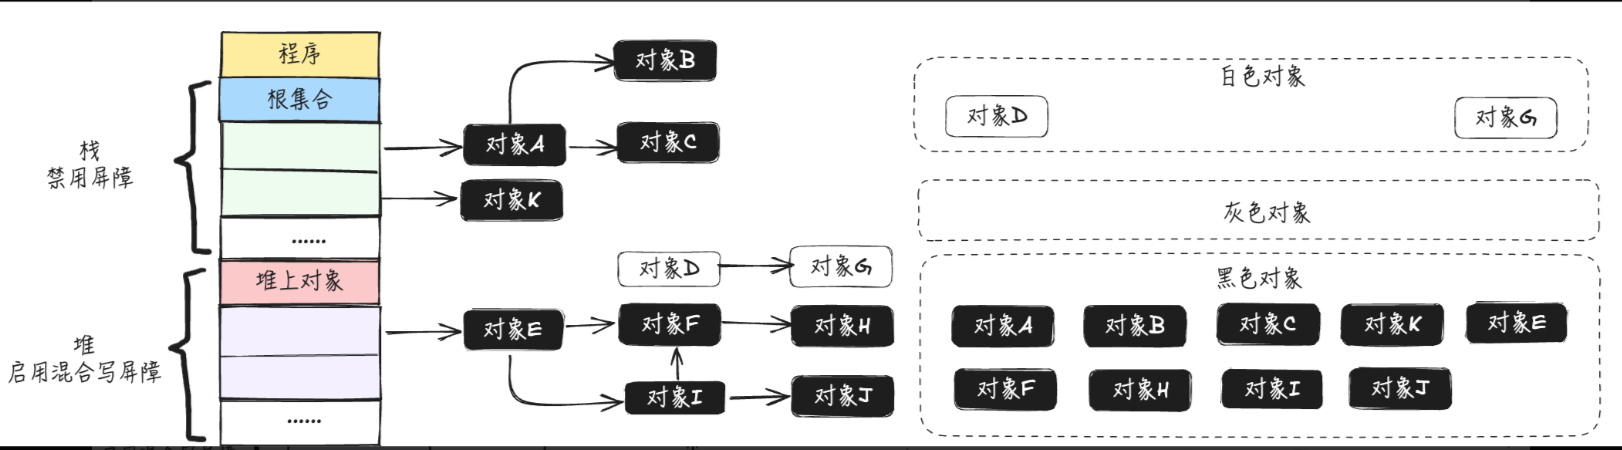 程序
根集合
栈
禁用屏障
......
堆上对象
堆
启用混合写屏障
......
对象B
对象A
对象C
对象K
对象D
对象G
对象E
对象F
对象H
对象I
对象J
白色对象
对象D
对象G
灰色对象
黑色对象
对象A
对象B
对象C
对象K
对象E
对象F
对象H
对象I
对象J